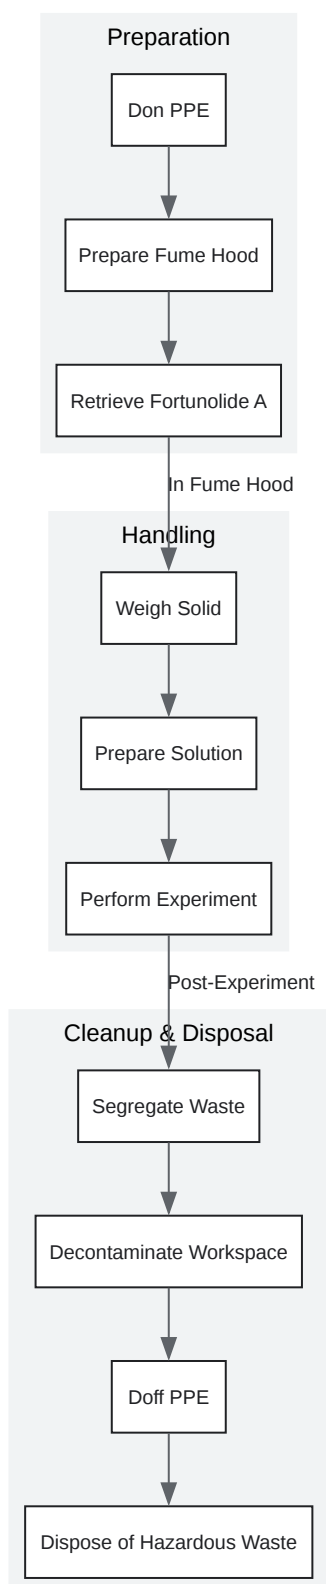 Preparation
Don PPE
Prepare Fume Hood
Retrieve Fortunolide A
In Fume Hood
Handling
Weigh Solid
Prepare Solution
Perform Experiment
Post-Experiment
Cleanup & Disposal
Segregate Waste
Decontaminate Workspace
Doff PPE
Dispose of Hazardous Waste